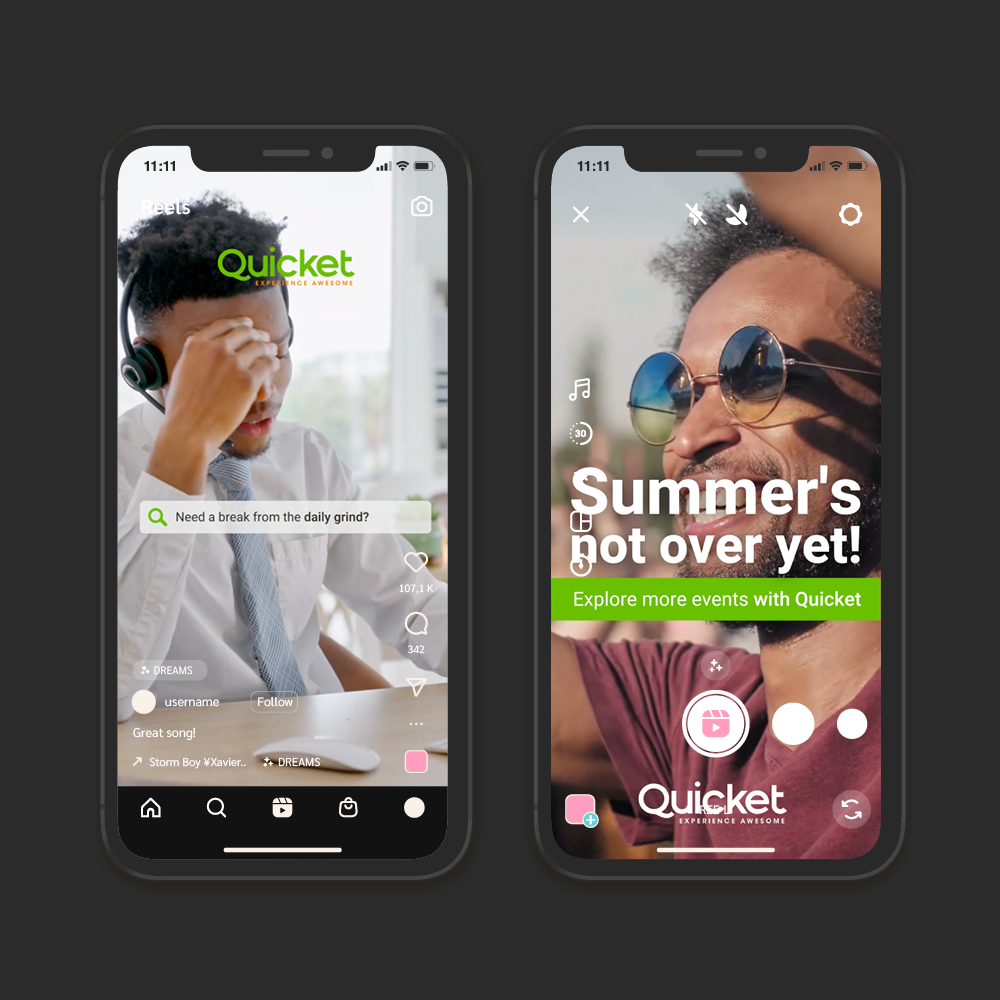 11:11
Reels
Quicket
EXPERIENCE AWESOME
Need a break from the daily grind?
107,1 K
342
DREAMS
username
Follow
Great song!
Storm Boy ¥Xavier..
DREAMS
11:11
30
Summer's
not over yet!
Explore more events with Quicket
Quicket
EXPERIENCE AWESOME